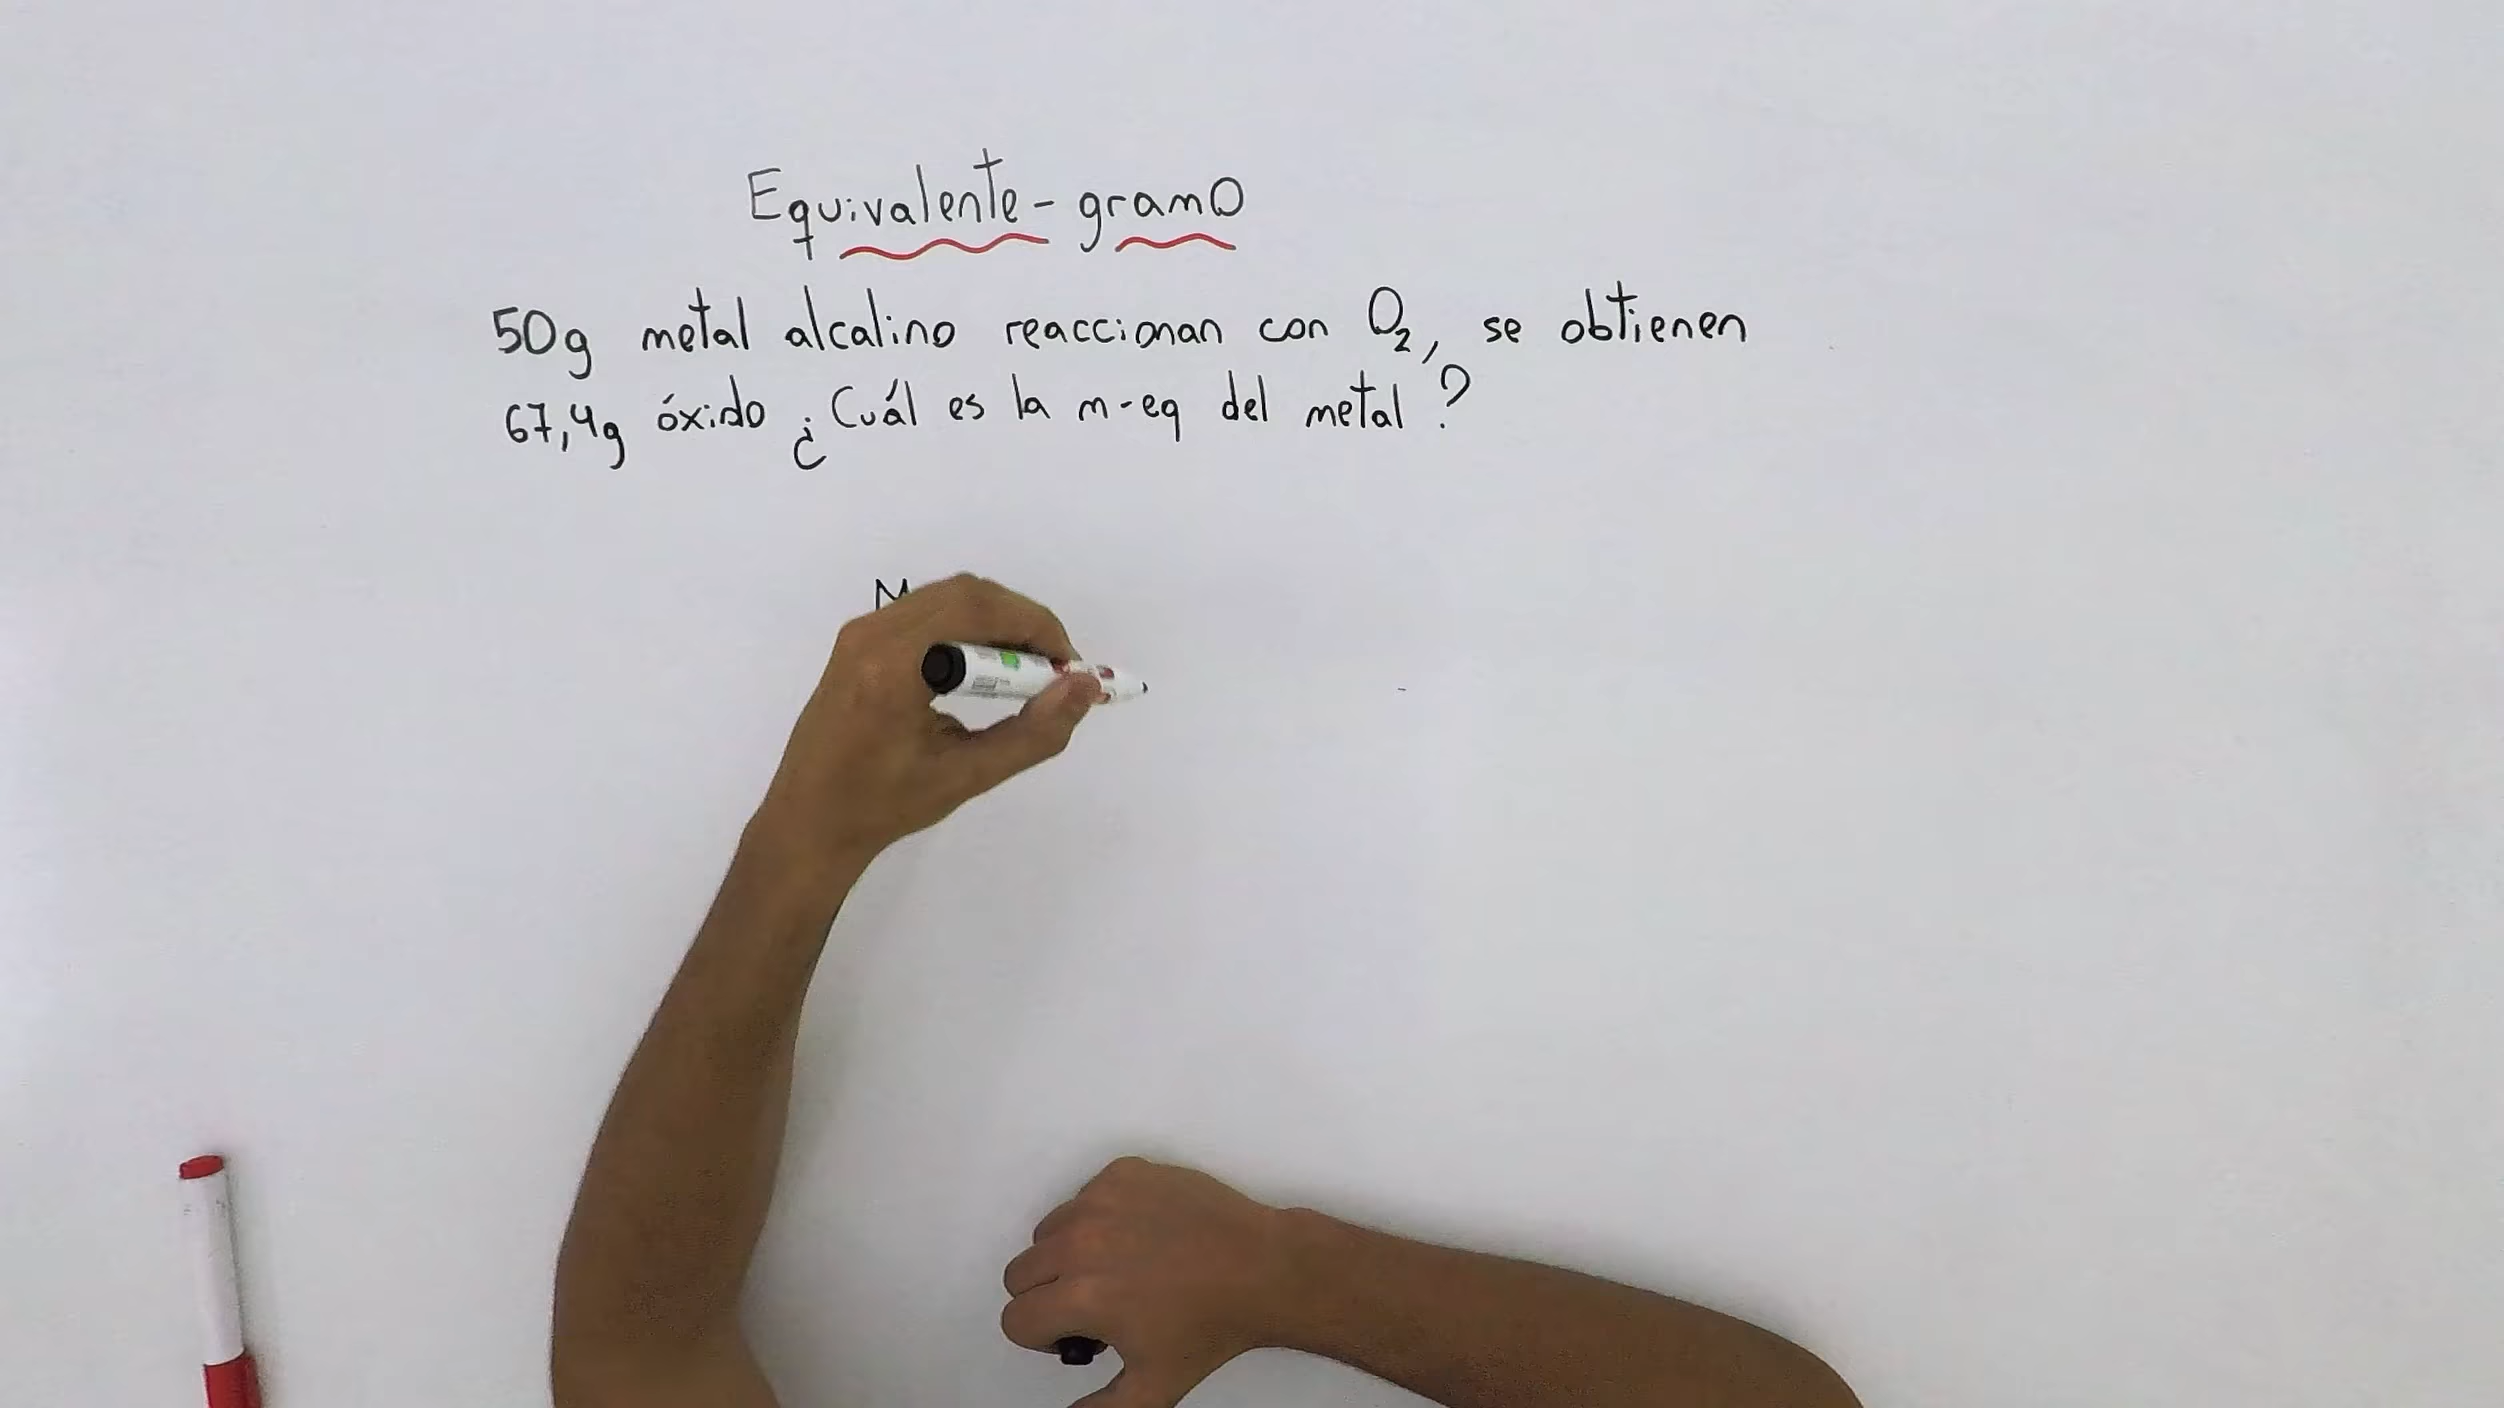 Equivalente-gramo
50g metal alcalino reaccionan con O₂, se obtienen
67,4g óxido ¿Cuál es la m-eq del metal?
M